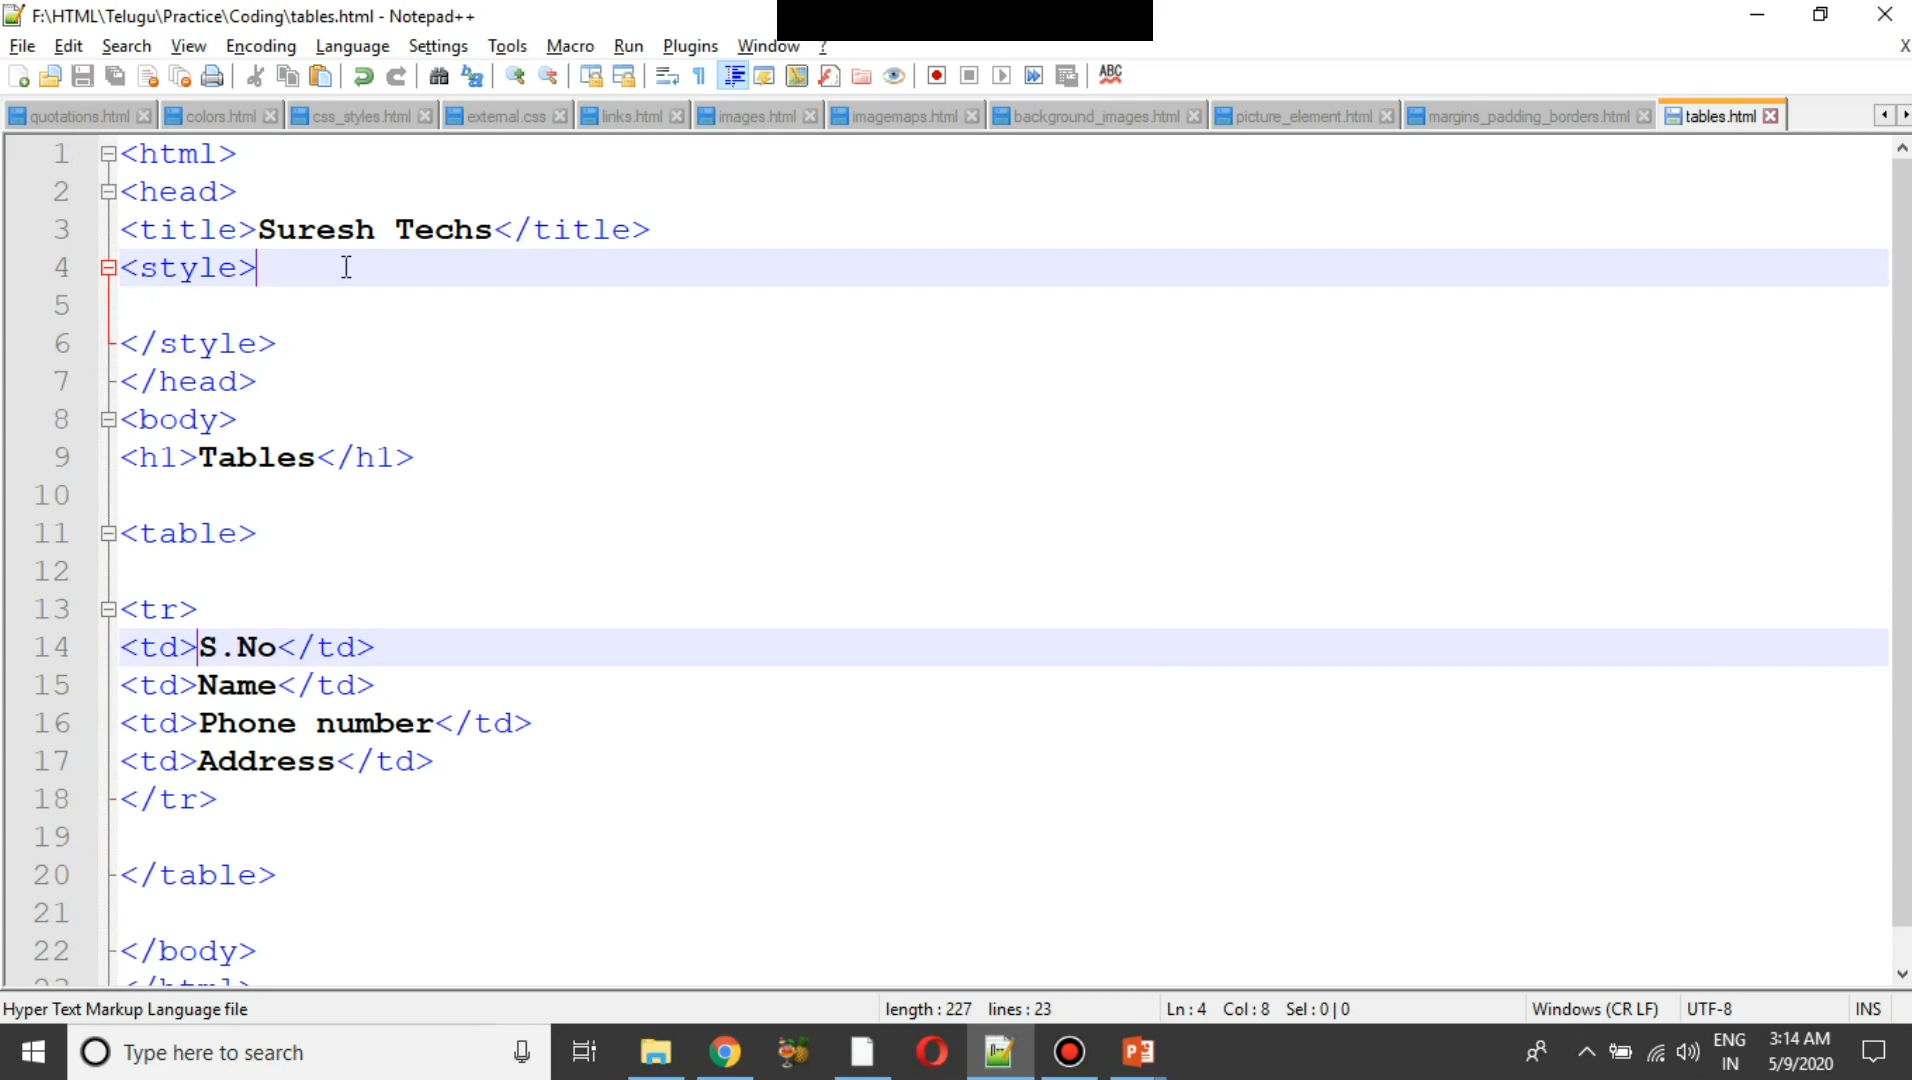 F:\HTML\Telugu\Practice\Coding\tables.html - Notepad++
File Edit Search View Encoding Language Settings Tools Macro Run Plugins Window ? X
ABC
quotations.html colors.html css_styles.html external.css links.html images.html imagemaps.html background_images.html picture_element.html margins_padding_borders.html tables.html
1 <html>
2 <head>
3 <title>Suresh Techs</title>
4 <style>
5
6 </style>
7 </head>
8 <body>
9 <h1>Tables</h1>
10
11 <table>
12
13 <tr>
14 <td>S.No</td>
15 <td>Name</td>
16 <td>Phone number</td>
17 <td>Address</td>
18 </tr>
19
20 </table>
21
22 </body>
23 </html>
Hyper Text Markup Language file length : 227 lines : 23 Ln : 4 Col : 8 Sel : 0 | 0 Windows (CR LF) UTF-8 INS
Type here to search
ENG 3:14 AM
IN 5/9/2020